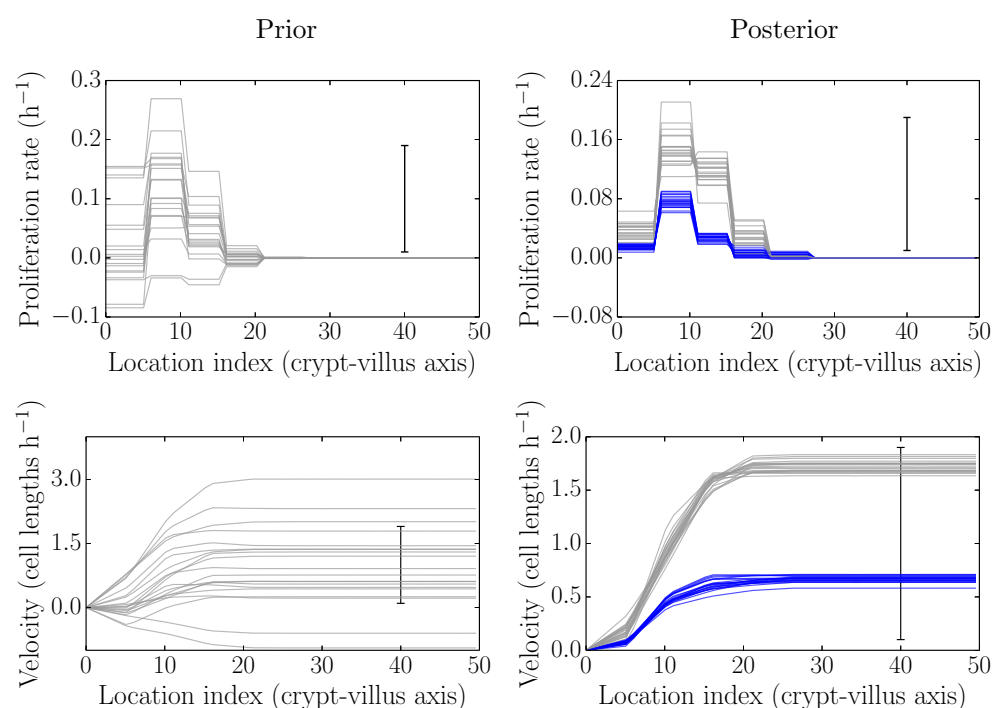 Prior
Posterior
Proliferation rate (h⁻¹)
0.3
0.2
0.1
0.0
−0.1
0 10 20 30 40 50
Location index (crypt-villus axis)
Proliferation rate (h⁻¹)
0.24
0.16
0.08
0.00
−0.08
0 10 20 30 40 50
Location index (crypt-villus axis)
Velocity (cell lengths h⁻¹)
3.0
1.5
0.0
0 10 20 30 40 50
Location index (crypt-villus axis)
Velocity (cell lengths h⁻¹)
2.0
1.5
1.0
0.5
0.0
0 10 20 30 40 50
Location index (crypt-villus axis)